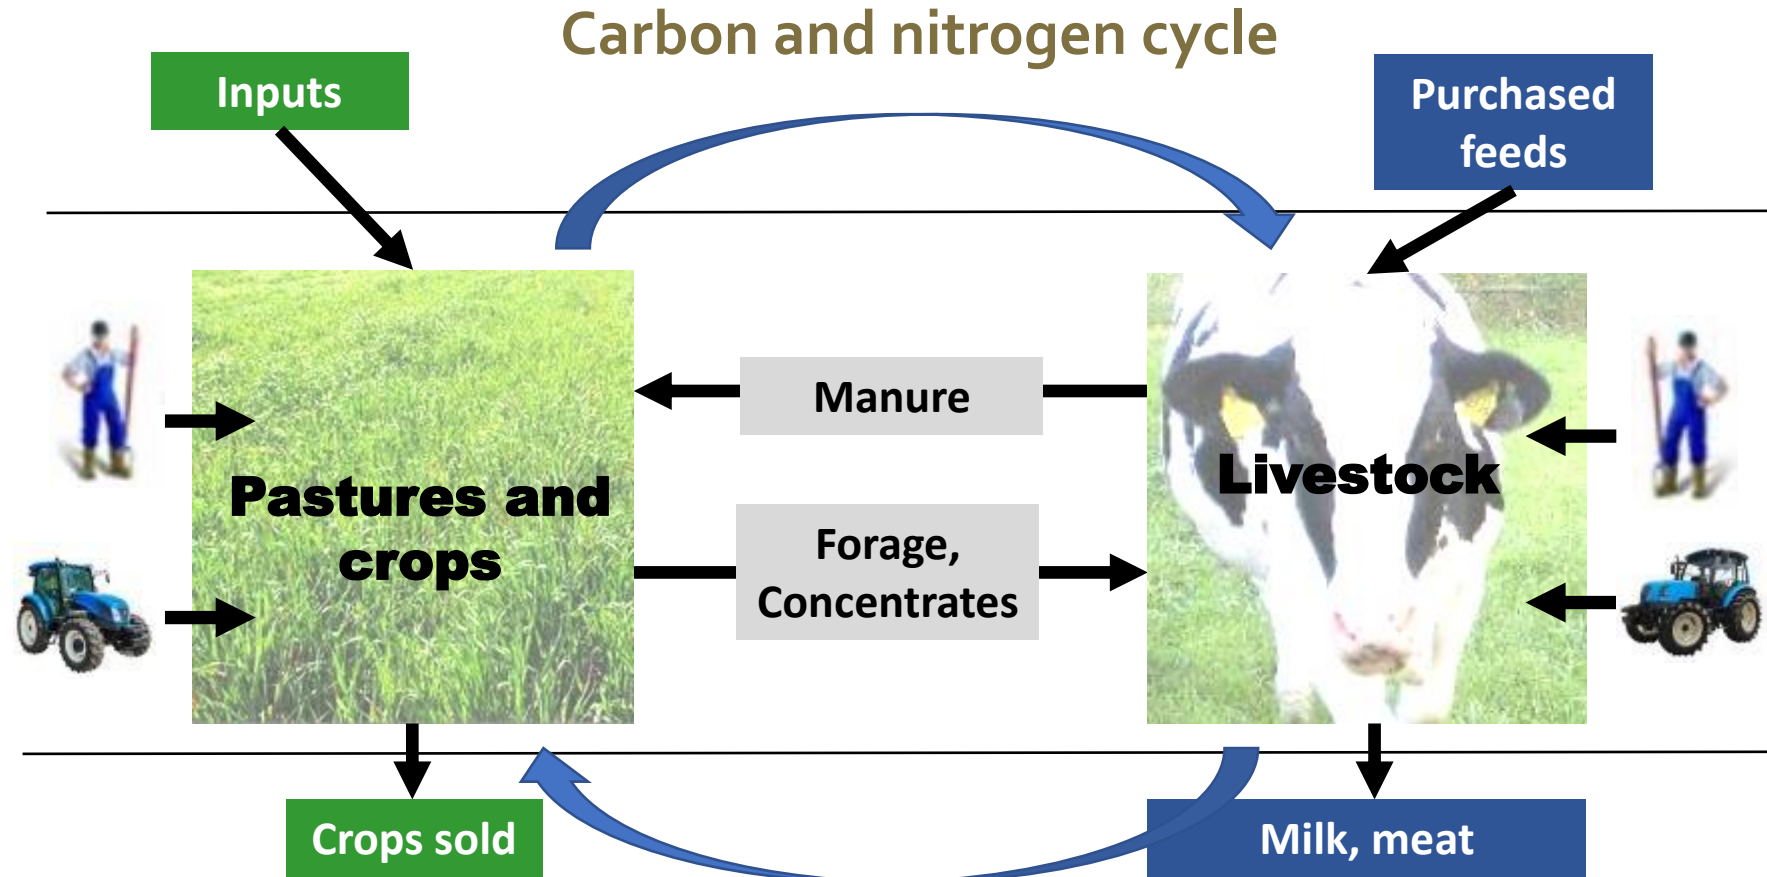 Carbon and nitrogen cycle
Inputs
Purchased
feeds
Manure
Pastures and
crops
Livestock
Forage,
Concentrates
Crops sold
Milk, meat